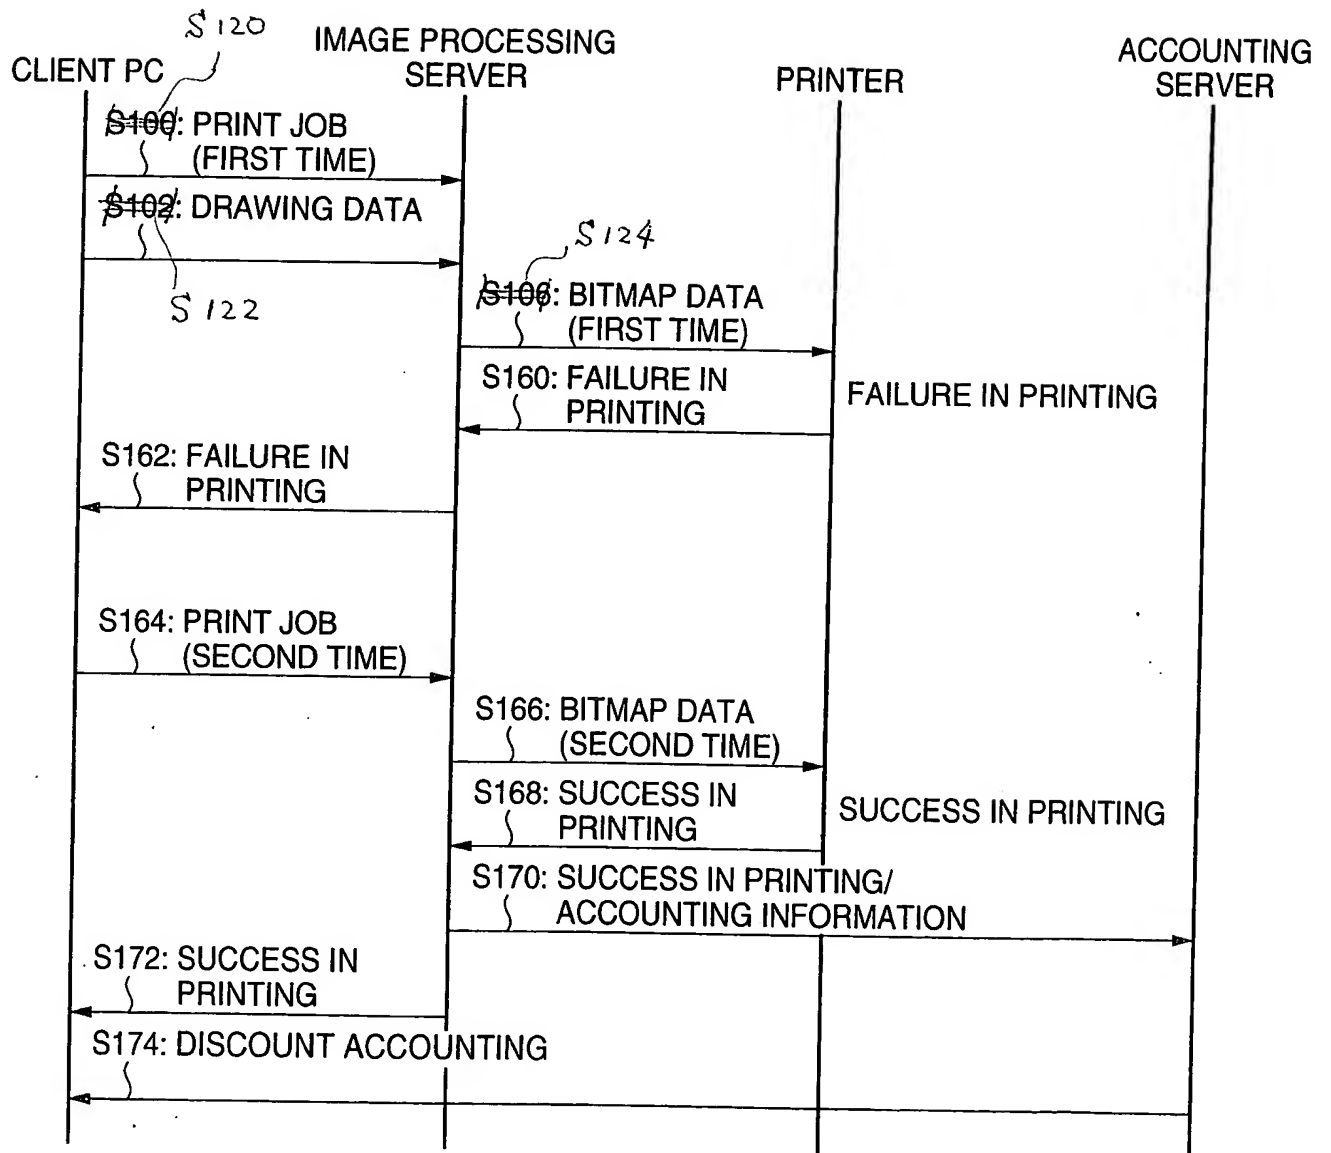 S120
CLIENT PC
IMAGE PROCESSING
SERVER
PRINTER
ACCOUNTING
SERVER
S100: PRINT JOB
(FIRST TIME)
S102: DRAWING DATA
S122
S124
S106: BITMAP DATA
(FIRST TIME)
S160: FAILURE IN
PRINTING
FAILURE IN PRINTING
S162: FAILURE IN
PRINTING
S164: PRINT JOB
(SECOND TIME)
S166: BITMAP DATA
(SECOND TIME)
S168: SUCCESS IN
PRINTING
SUCCESS IN PRINTING
S170: SUCCESS IN PRINTING/
ACCOUNTING INFORMATION
S172: SUCCESS IN
PRINTING
S174: DISCOUNT ACCOUNTING